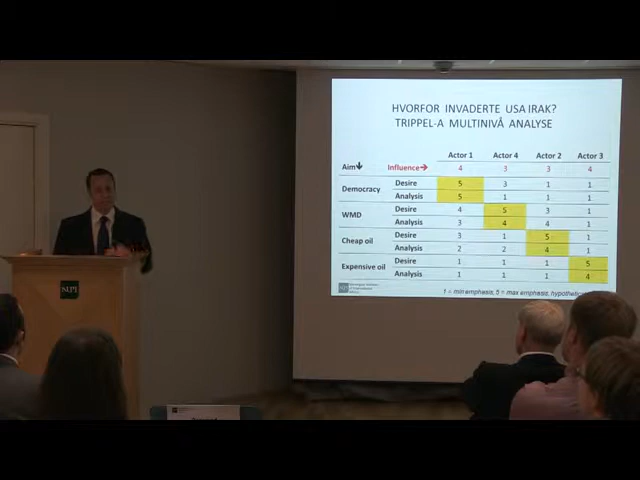 HVORFOR INVADERTE USA IRAK?
TRIPPEL-A MULTINIVÅ ANALYSE
Actor 1 Actor 4 Actor 2 Actor 3
Aim↓ Influence→ 4 3 3 4
Democracy Desire 5 3 1 1
Analysis 5 1 1 1
WMD Desire 4 5 3 1
Analysis 3 4 4 1
Cheap oil Desire 3 1 5 1
Analysis 2 2 4 1
Expensive oil Desire 1 1 1 5
Analysis 1 1 1 4
1 = min emphasis, 5 = max emphasis,
NUPI